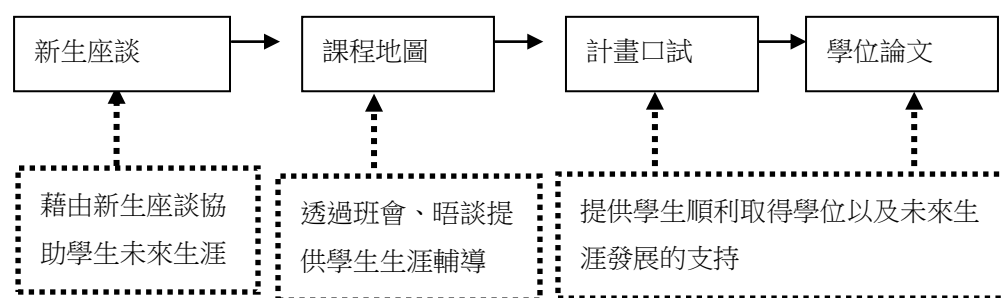 新生座談
課程地圖
計畫口試
學位論文
藉由新生座談協
助學生未來生涯
透過班會、晤談提
供學生生涯輔導
提供學生順利取得學位以及未來生
涯發展的支持